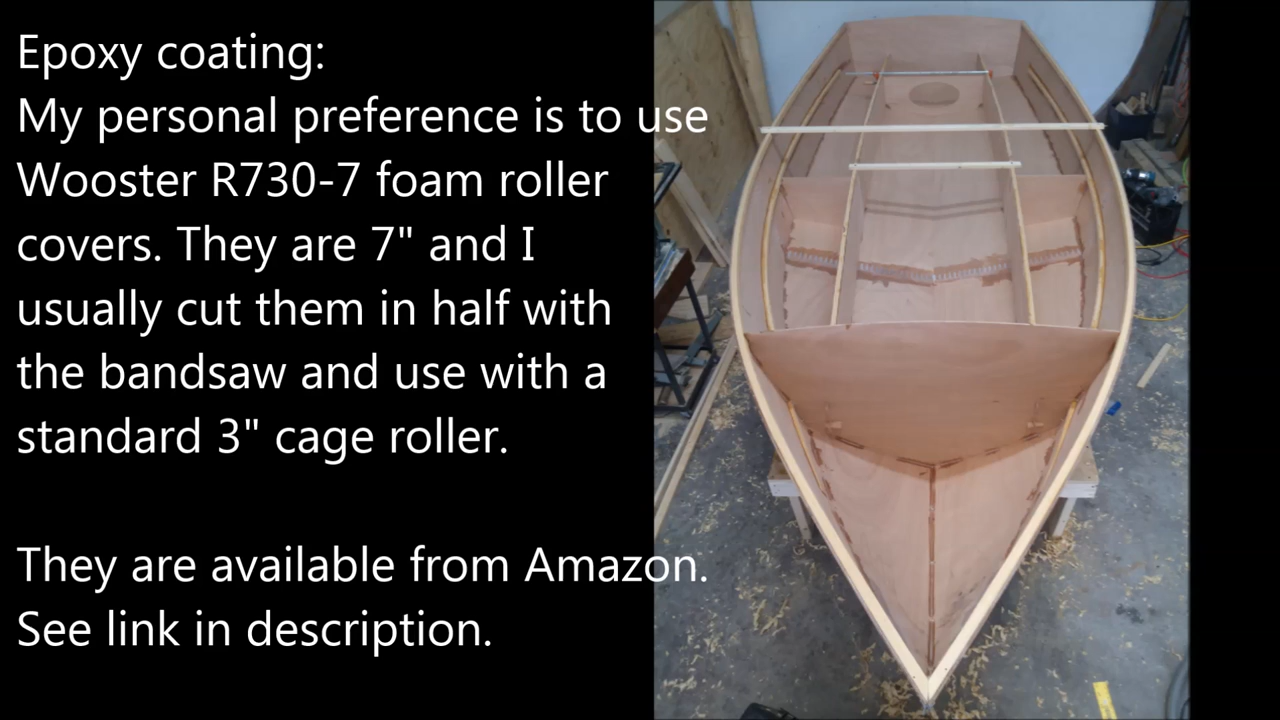 Epoxy coating:
My personal preference is to use
Wooster R730-7 foam roller
covers. They are 7" and I
usually cut them in half with
the bandsaw and use with a
standard 3" cage roller.
They are available from Amazon.
See link in description.